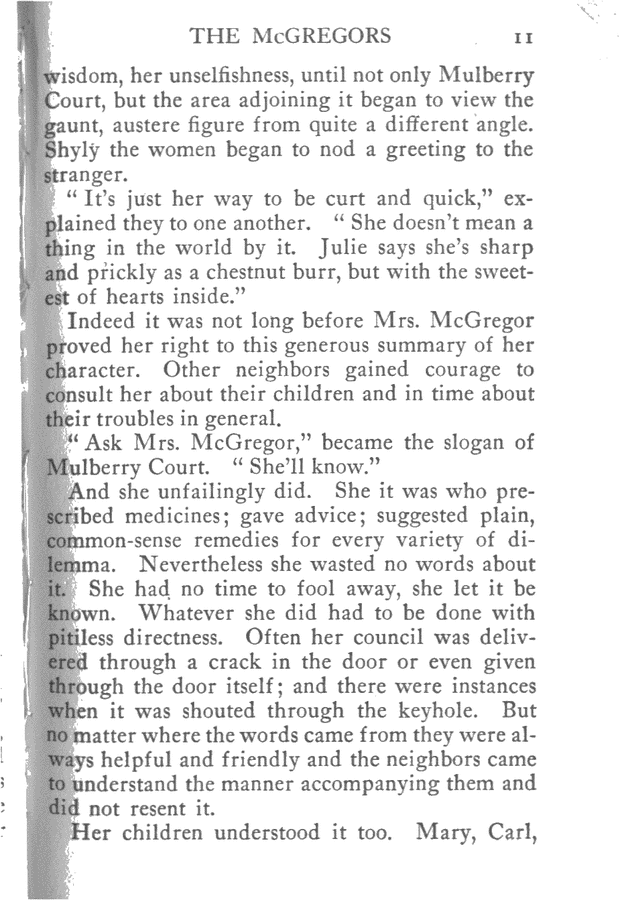 THE McGREGORS 11
wisdom, her unselfishness, until not only Mulberry
Court, but the area adjoining it began to view the
gaunt, austere figure from quite a different angle.
Shyly the women began to nod a greeting to the
stranger.
“ It’s just her way to be curt and quick,” ex-
plained they to one another. “ She doesn’t mean a
thing in the world by it. Julie says she’s sharp
and prickly as a chestnut burr, but with the sweet-
est of hearts inside.”
Indeed it was not long before Mrs. McGregor
proved her right to this generous summary of her
character. Other neighbors gained courage to
consult her about their children and in time about
their troubles in general.
“ Ask Mrs. McGregor,” became the slogan of
Mulberry Court. “ She’ll know.”
And she unfailingly did. She it was who pre-
scribed medicines; gave advice; suggested plain,
common-sense remedies for every variety of di-
lemma. Nevertheless she wasted no words about
it. She had no time to fool away, she let it be
known. Whatever she did had to be done with
pitiless directness. Often her council was deliv-
ered through a crack in the door or even given
through the door itself; and there were instances
when it was shouted through the keyhole. But
no matter where the words came from they were al-
ways helpful and friendly and the neighbors came
to understand the manner accompanying them and
did not resent it.
Her children understood it too. Mary, Carl,